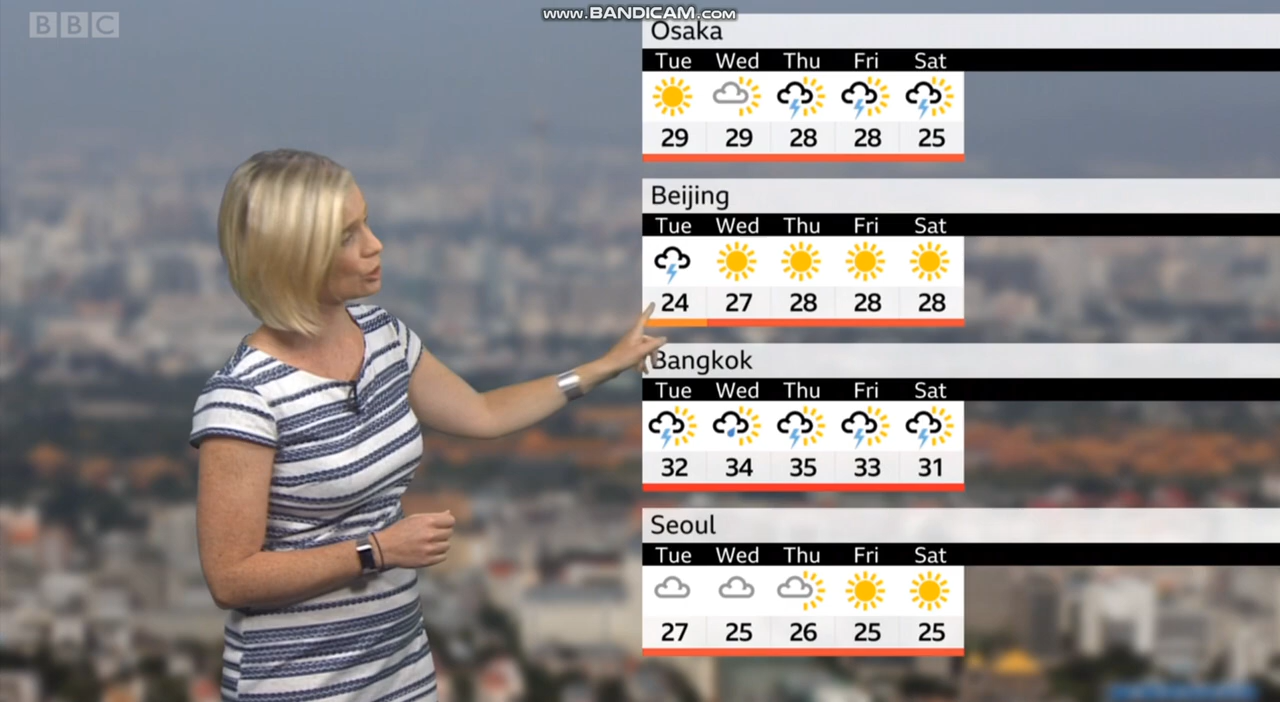 www.BANDICAM.com
BBC
Osaka
Tue Wed Thu Fri Sat
29 29 28 28 25
Beijing
Tue Wed Thu Fri Sat
24 27 28 28 28
Bangkok
Tue Wed Thu Fri Sat
32 34 35 33 31
Seoul
Tue Wed Thu Fri Sat
27 25 26 25 25